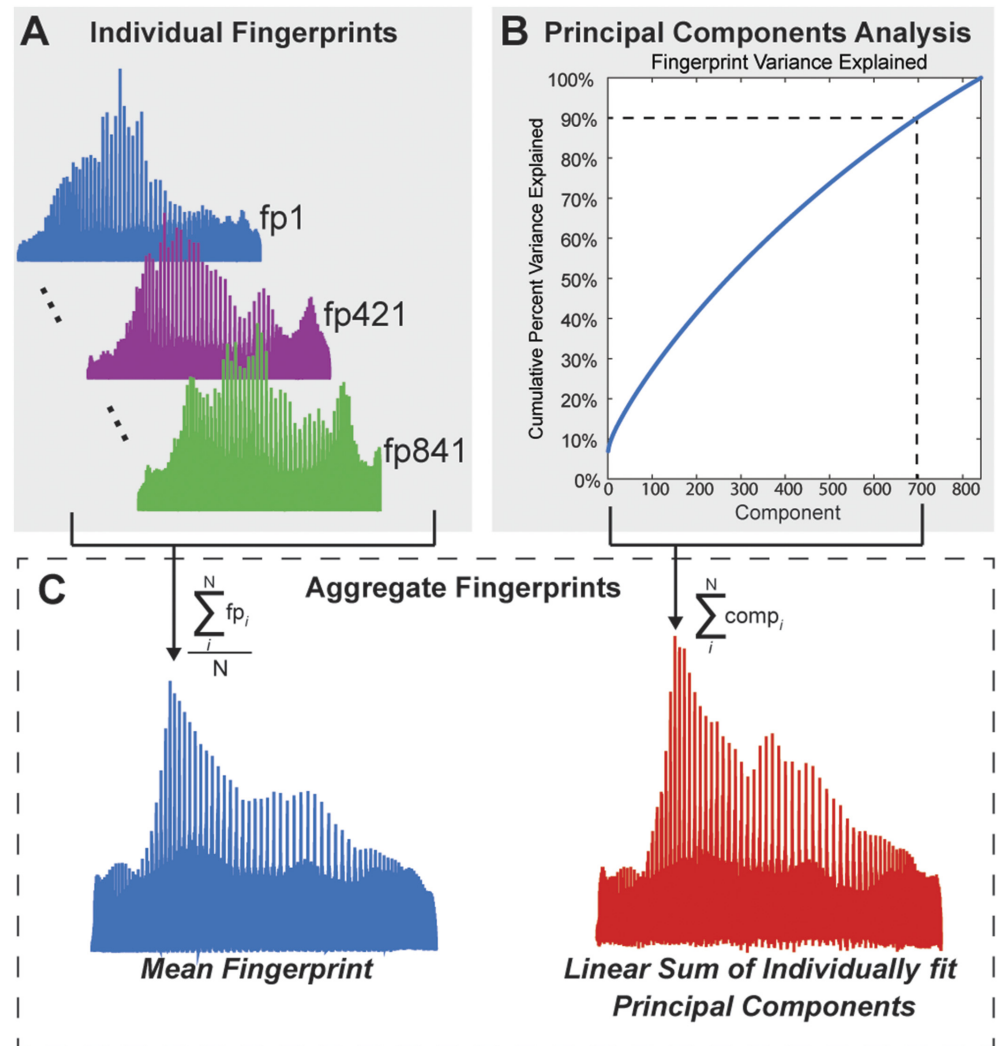 A Individual Fingerprints
fp1
fp421
fp841
B Principal Components Analysis
Fingerprint Variance Explained
Cumulative Percent Variance Explained
100%
90%
80%
70%
60%
50%
40%
30%
20%
10%
0%
0 100 200 300 400 500 600 700 800
Component
C Aggregate Fingerprints
N
∑ fpi
i
N
N
∑ compi
i
Mean Fingerprint
Linear Sum of Individually fit
Principal Components